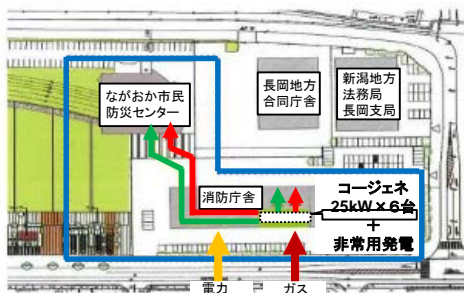 ながおか市民
防災センター
長岡地方
合同庁舎
新潟地方
法務局
長岡支局
消防庁舎
コージェネ
25kW×6台
+
非常用発電
電力
ガス